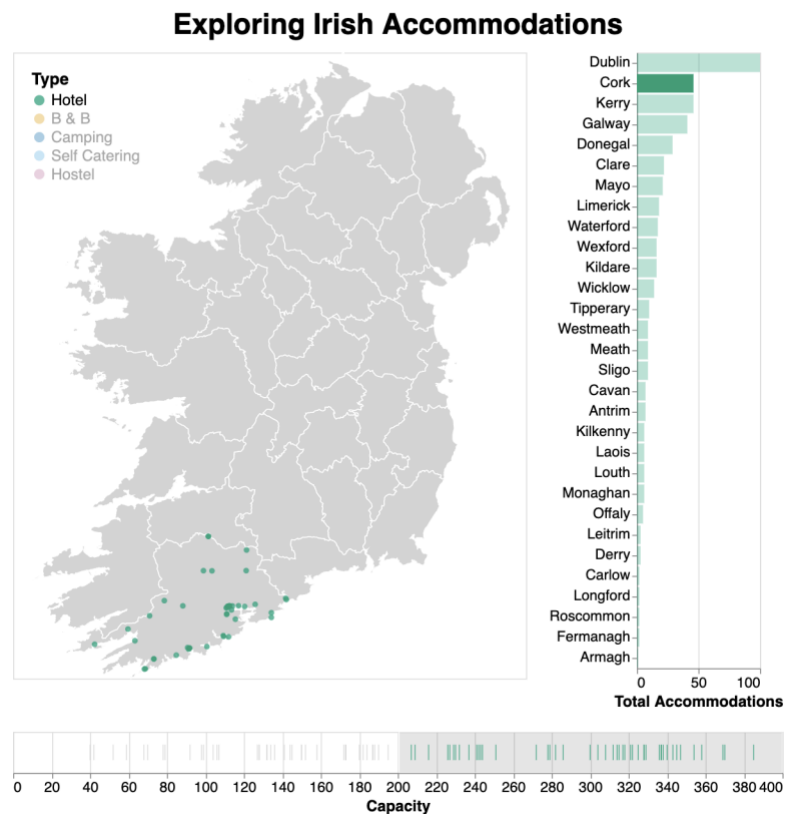 Exploring Irish Accommodations
Type
Hotel
B & B
Camping
Self Catering
Hostel
Dublin
Cork
Kerry
Galway
Donegal
Clare
Mayo
Limerick
Waterford
Wexford
Kildare
Wicklow
Tipperary
Westmeath
Meath
Sligo
Cavan
Antrim
Kilkenny
Laois
Louth
Monaghan
Offaly
Leitrim
Derry
Carlow
Longford
Roscommon
Fermanagh
Armagh
0 50 100
Total Accommodations
0 20 40 60 80 100 120 140 160 180 200 220 240 260 280 300 320 340 360 380 400
Capacity